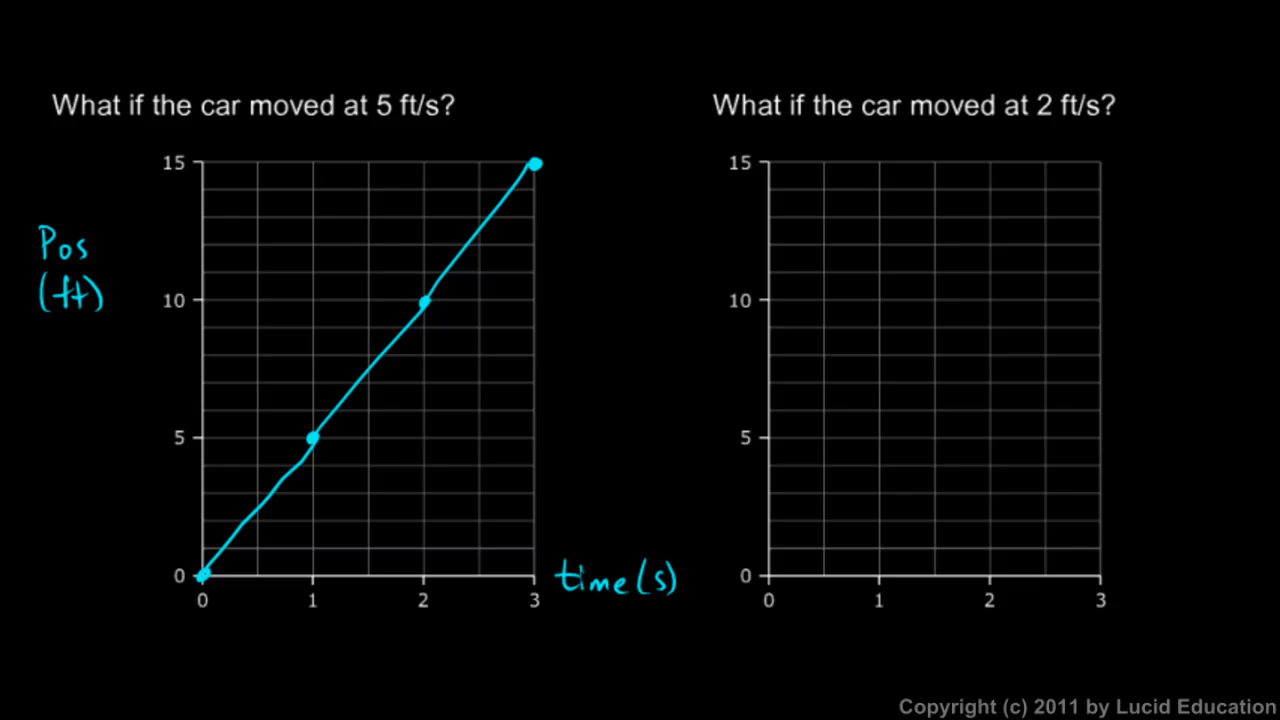 What if the car moved at 5 ft/s?
15
10
5
0
0 1 2 3
Pos
(ft)
time(s)
What if the car moved at 2 ft/s?
15
10
5
0
0 1 2 3
Copyright (c) 2011 by Lucid Education